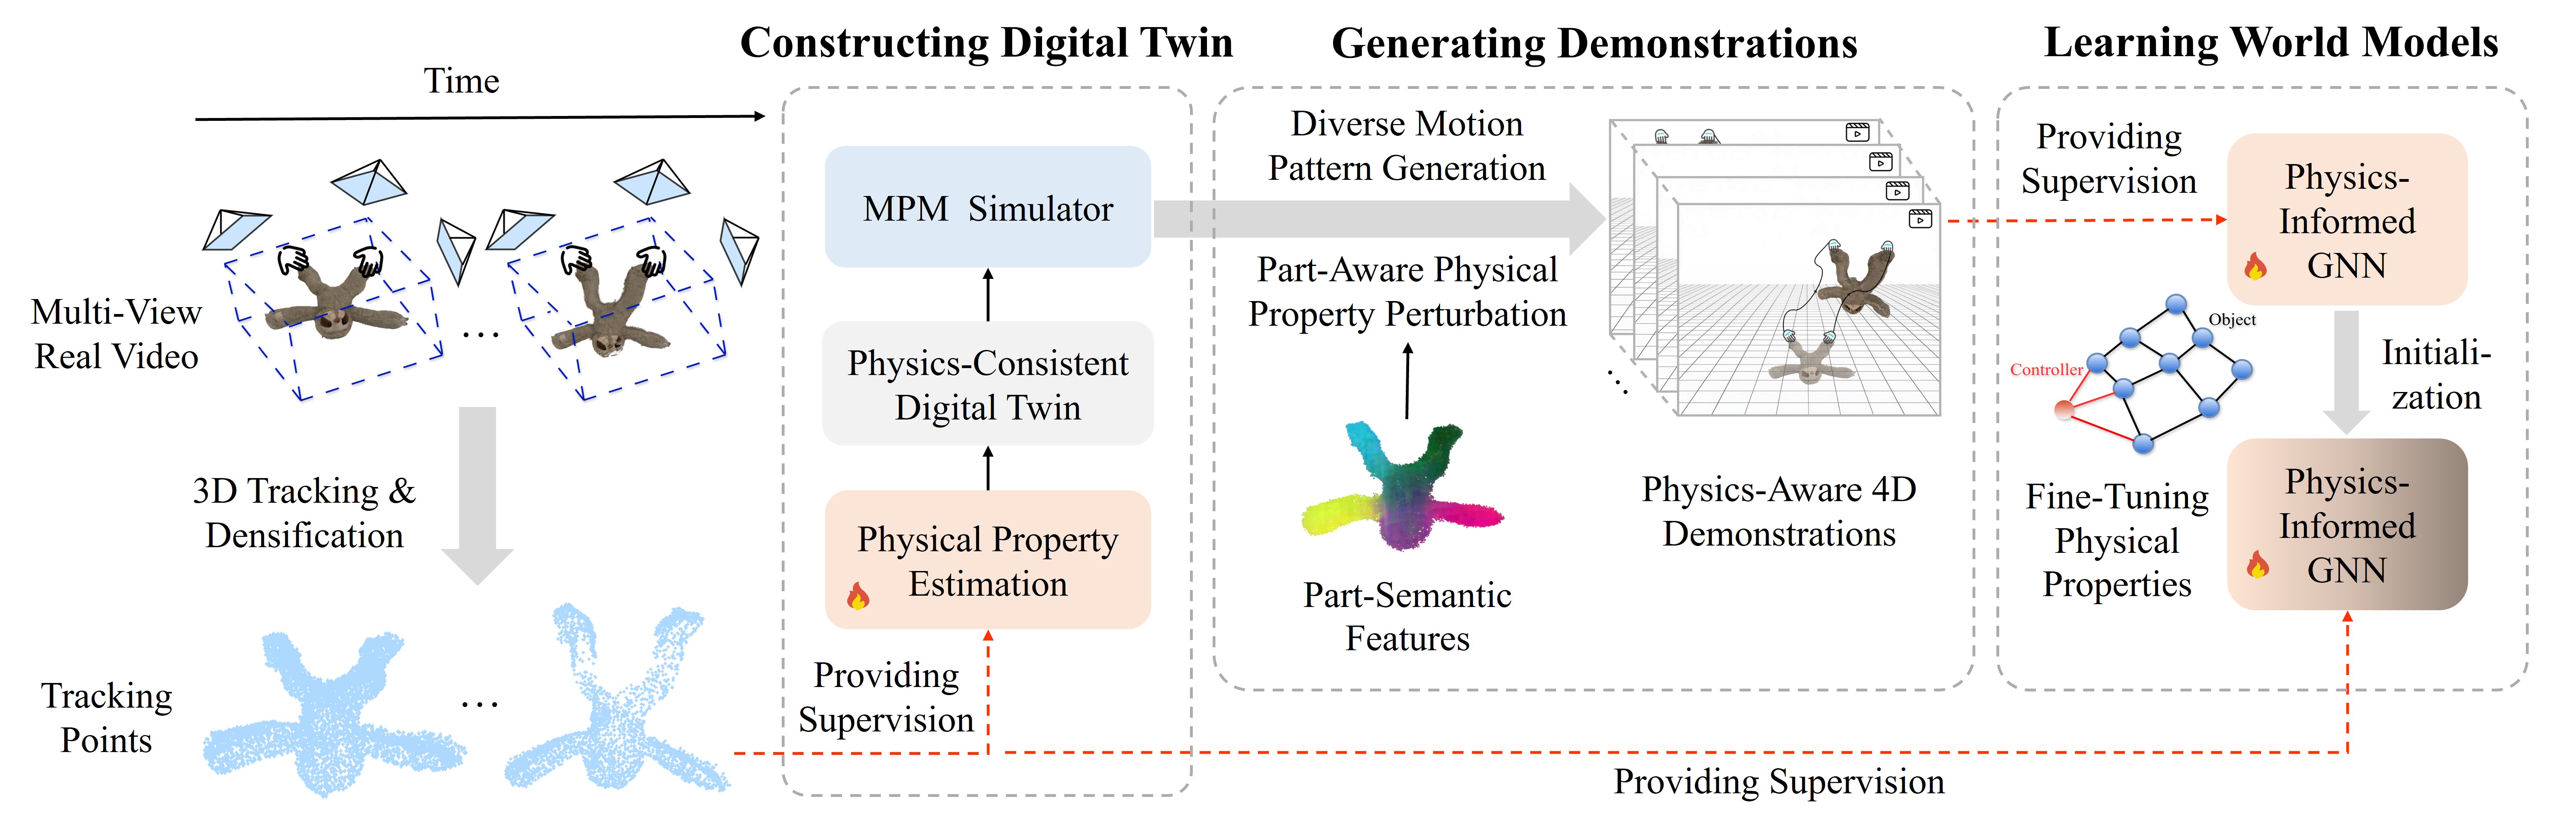 Constructing Digital Twin
Generating Demonstrations
Learning World Models
Time
Multi-View
Real Video
...
3D Tracking &
Densification
Tracking
Points
...
MPM Simulator
Physics-Consistent
Digital Twin
Physical Property
Estimation
Providing
Supervision
Diverse Motion
Pattern Generation
Part-Aware Physical
Property Perturbation
Part-Semantic
Features
...
Physics-Aware 4D
Demonstrations
Providing
Supervision
Physics-
Informed
GNN
Object
Controller
Initiali-
zation
Fine-Tuning
Physical
Properties
Physics-
Informed
GNN
Providing Supervision